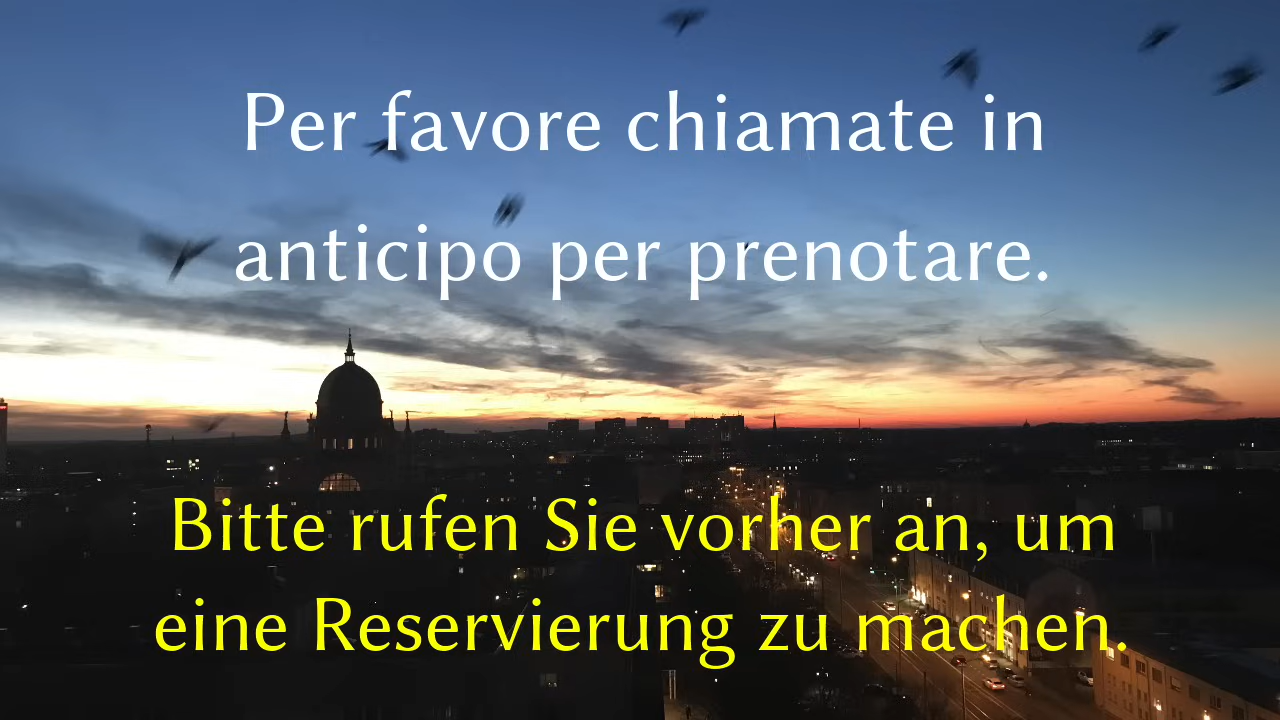 Per favore chiamate in
anticipo per prenotare.
Bitte rufen Sie vorher an, um
eine Reservierung zu machen.